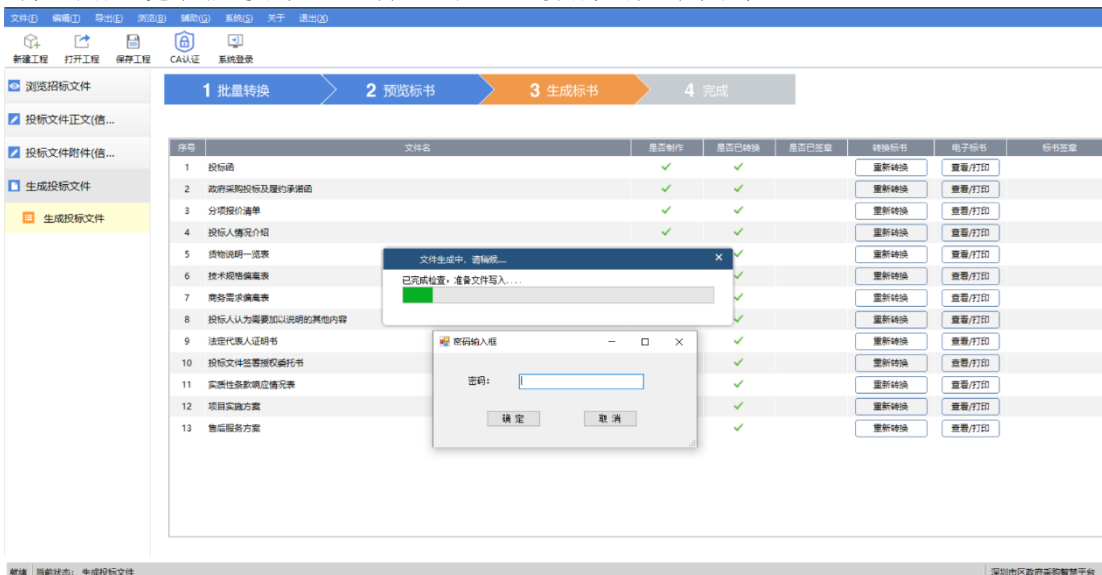 文件(F) 编辑(T) 导出(E) 浏览(B) 辅助(G) 系统(S) 关于 退出(X)
新建工程 打开工程 保存工程 CA认证 系统登录
浏览招标文件
投标文件正文(信...
投标文件附件(信...
生成投标文件
生成投标文件
1 批量转换 2 预览标书 3 生成标书 4 完成
序号 文件名 是否制作 是否已转换 是否已签章 转换标书 电子标书 标书签章
1 投标函 重新转换 查看/打印
2 政府采购投标及履约承诺函 重新转换 查看/打印
3 分项报价清单 重新转换 查看/打印
4 投标人情况介绍 重新转换 查看/打印
5 货物说明一览表 重新转换 查看/打印
6 技术规格偏离表 重新转换 查看/打印
7 商务需求偏离表 重新转换 查看/打印
8 投标人认为需要加以说明的其他内容 重新转换 查看/打印
9 法定代表人证明书 重新转换 查看/打印
10 投标文件签署授权委托书 重新转换 查看/打印
11 实质性条款响应情况表 重新转换 查看/打印
12 项目实施方案 重新转换 查看/打印
13 售后服务方案 重新转换 查看/打印
文件生成中, 请稍候....
已完成检查,准备文件写入....
密码输入框
密码:
确 定 取 消
就绪 当前状态: 生成投标文件 深圳市区政府采购智慧平台